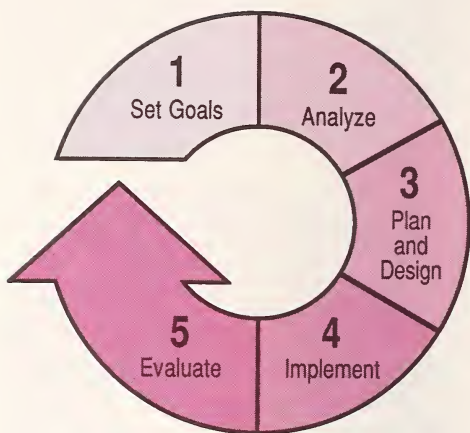 1
Set Goals
2
Analyze
3
Plan
and
Design
4
Implement
5
Evaluate